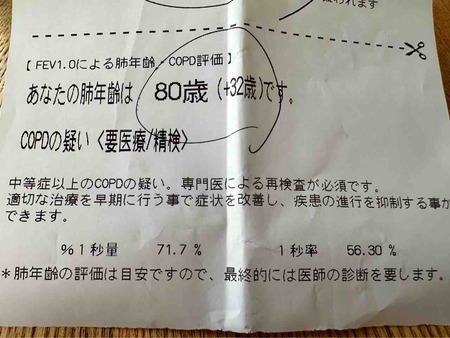 疑われます
【 FEV1.0による肺年齢・COPD評価 】
あなたの肺年齢は 80歳 (+32歳)です。
COPDの疑い〈要医療/精検〉
中等症以上のCOPDの疑い。専門医による再検査が必須です。
適切な治療を早期に行う事で症状を改善し、疾患の進行を抑制する事が
できます。
%1秒量 71.7 % 1秒率 56.30 %
*肺年齢の評価は目安ですので、最終的には医師の診断を要します。